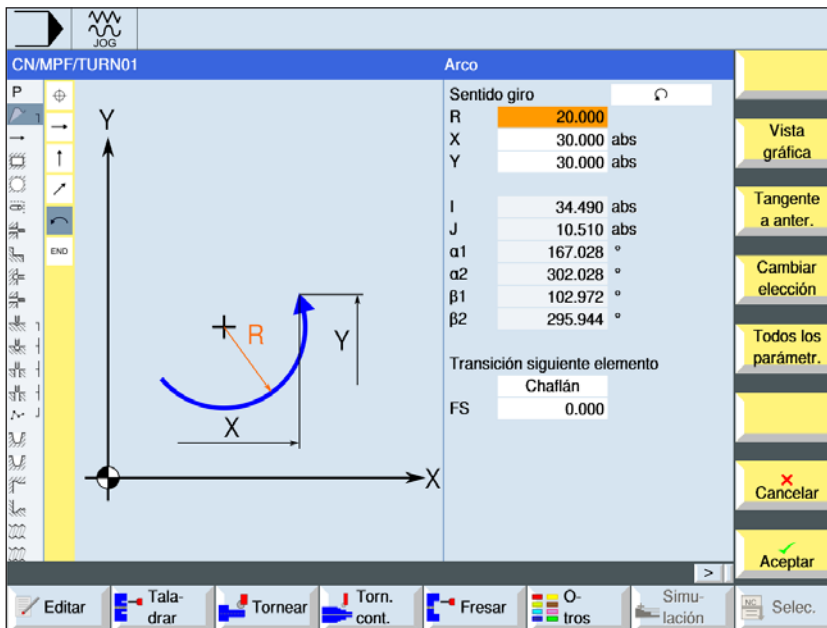 JOG
CN/MPF/TURN01
Arco
P
END
Y
R
Y
X
X
Sentido giro
R 20.000
X 30.000 abs
Y 30.000 abs
I 34.490 abs
J 10.510 abs
α1 167.028 °
α2 302.028 °
β1 102.972 °
β2 295.944 °
Transición siguiente elemento
Chaflán
FS 0.000
Vista
gráfica
Tangente
a anter.
Cambiar
elección
Todos los
parámetr.
Cancelar
Aceptar
>
Editar
Tala-
drar
Tornear
Torn.
cont.
Fresar
O-
tros
Simu-
lación
NC
Selec.